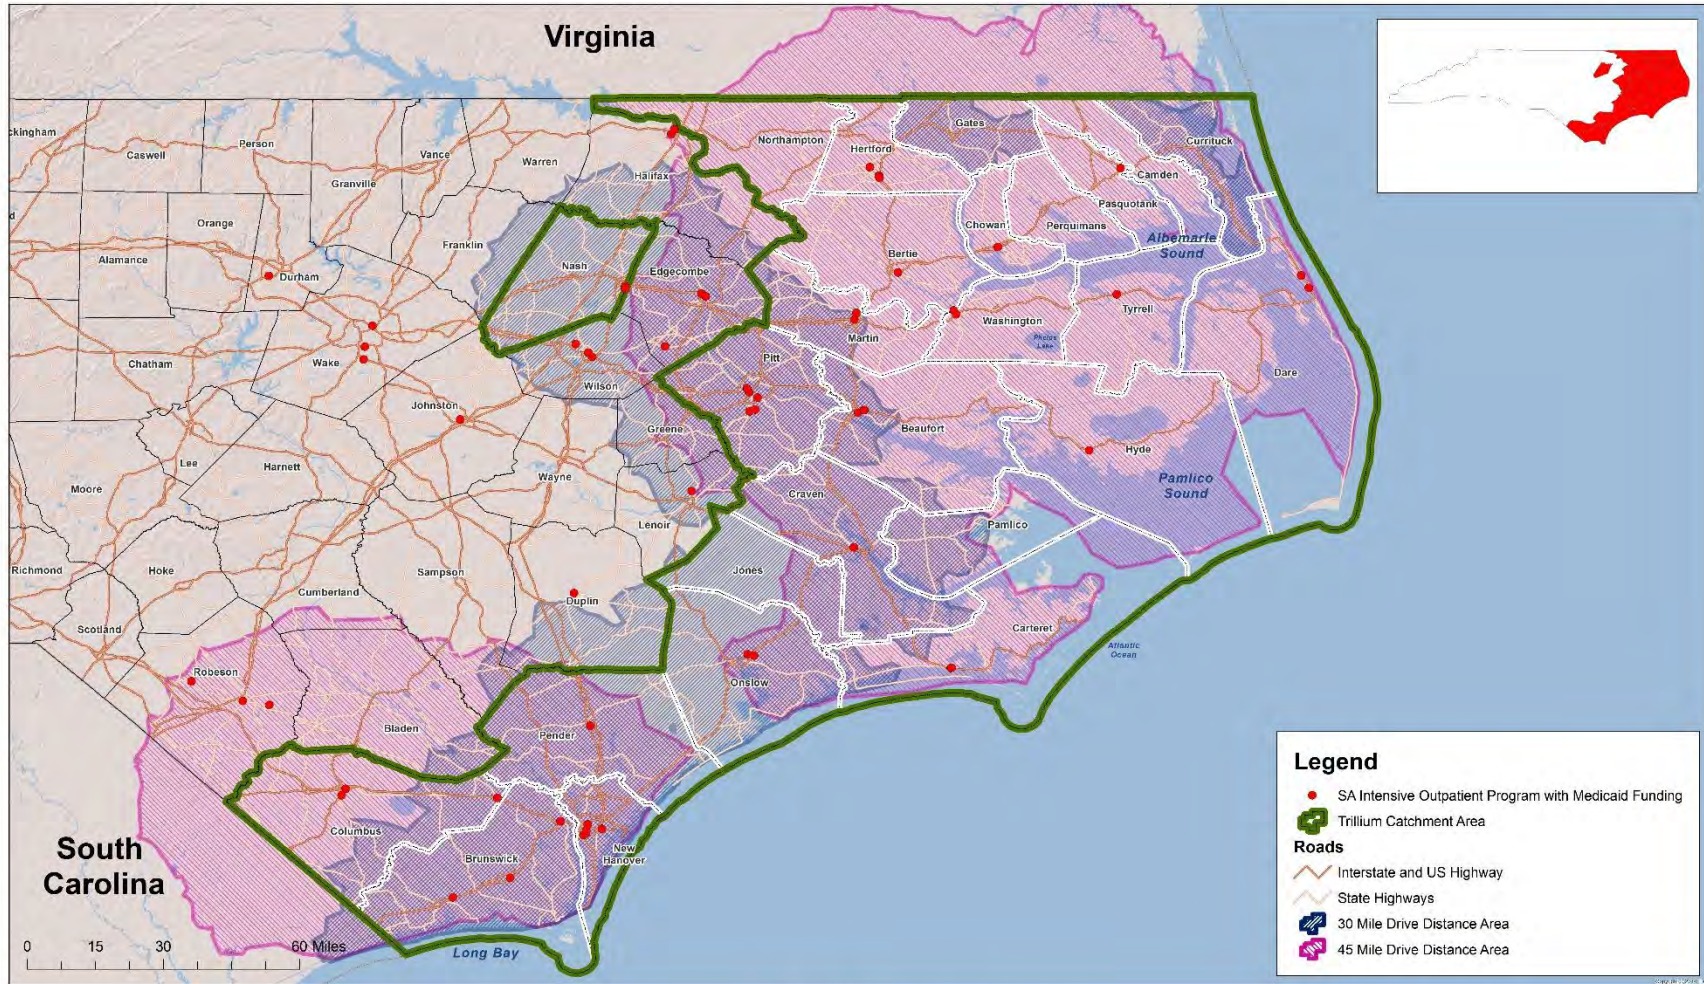 Virginia
ckingham
Caswell
Person
Granville
Vance
Warren
Northampton
Hertford
Gates
Currituck
Camden
Halifax
Pasquotank
Orange
Franklin
Chowan
Perquimans
Albemarle
Sound
Alamance
Durham
Nash
Edgecombe
Bertie
Washington
Tyrrell
Phelps
Lake
Martin
Chatham
Wake
Pitt
Dare
Wilson
Johnston
Greene
Beaufort
Hyde
Lee
Harnett
Moore
Wayne
Craven
Pamlico
Sound
Lenoir
Pamlico
Richmond
Hoke
Sampson
Jones
Cumberland
Duplin
Scotland
Carteret
Atlantic
Ocean
Robeson
Onslow
Bladen
Pender
Columbus
New
Hanover
Brunswick
South
Carolina
Long Bay
0 15 30 60 Miles
Legend
SA Intensive Outpatient Program with Medicaid Funding
Trillium Catchment Area
Roads
Interstate and US Highway
State Highways
30 Mile Drive Distance Area
45 Mile Drive Distance Area